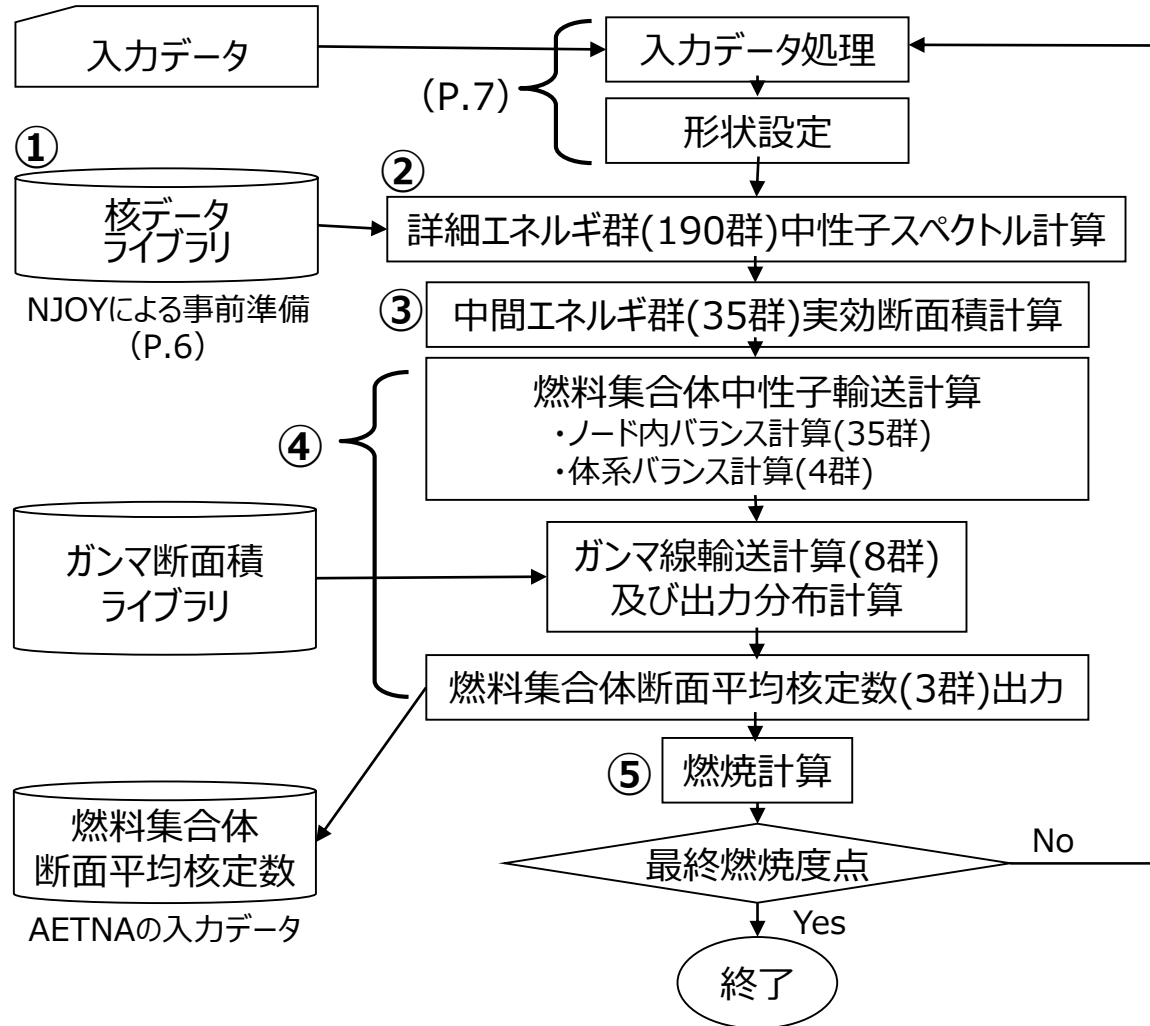 入力データ
入力データ処理
(P.7)
形状設定
①
核データ
ライブラリ
NJOYによる事前準備
(P.6)
②
詳細エネルギ群(190群)中性子スペクトル計算
③
中間エネルギ群(35群)実効断面積計算
④
燃料集合体中性子輸送計算
・ノード内バランス計算(35群)
・体系バランス計算(4群)
ガンマ断面積
ライブラリ
ガンマ線輸送計算(8群)
及び出力分布計算
燃料集合体断面平均核定数(3群)出力
⑤
燃焼計算
燃料集合体
断面平均核定数
AETNAの入力データ
最終燃焼度点
No
Yes
終了